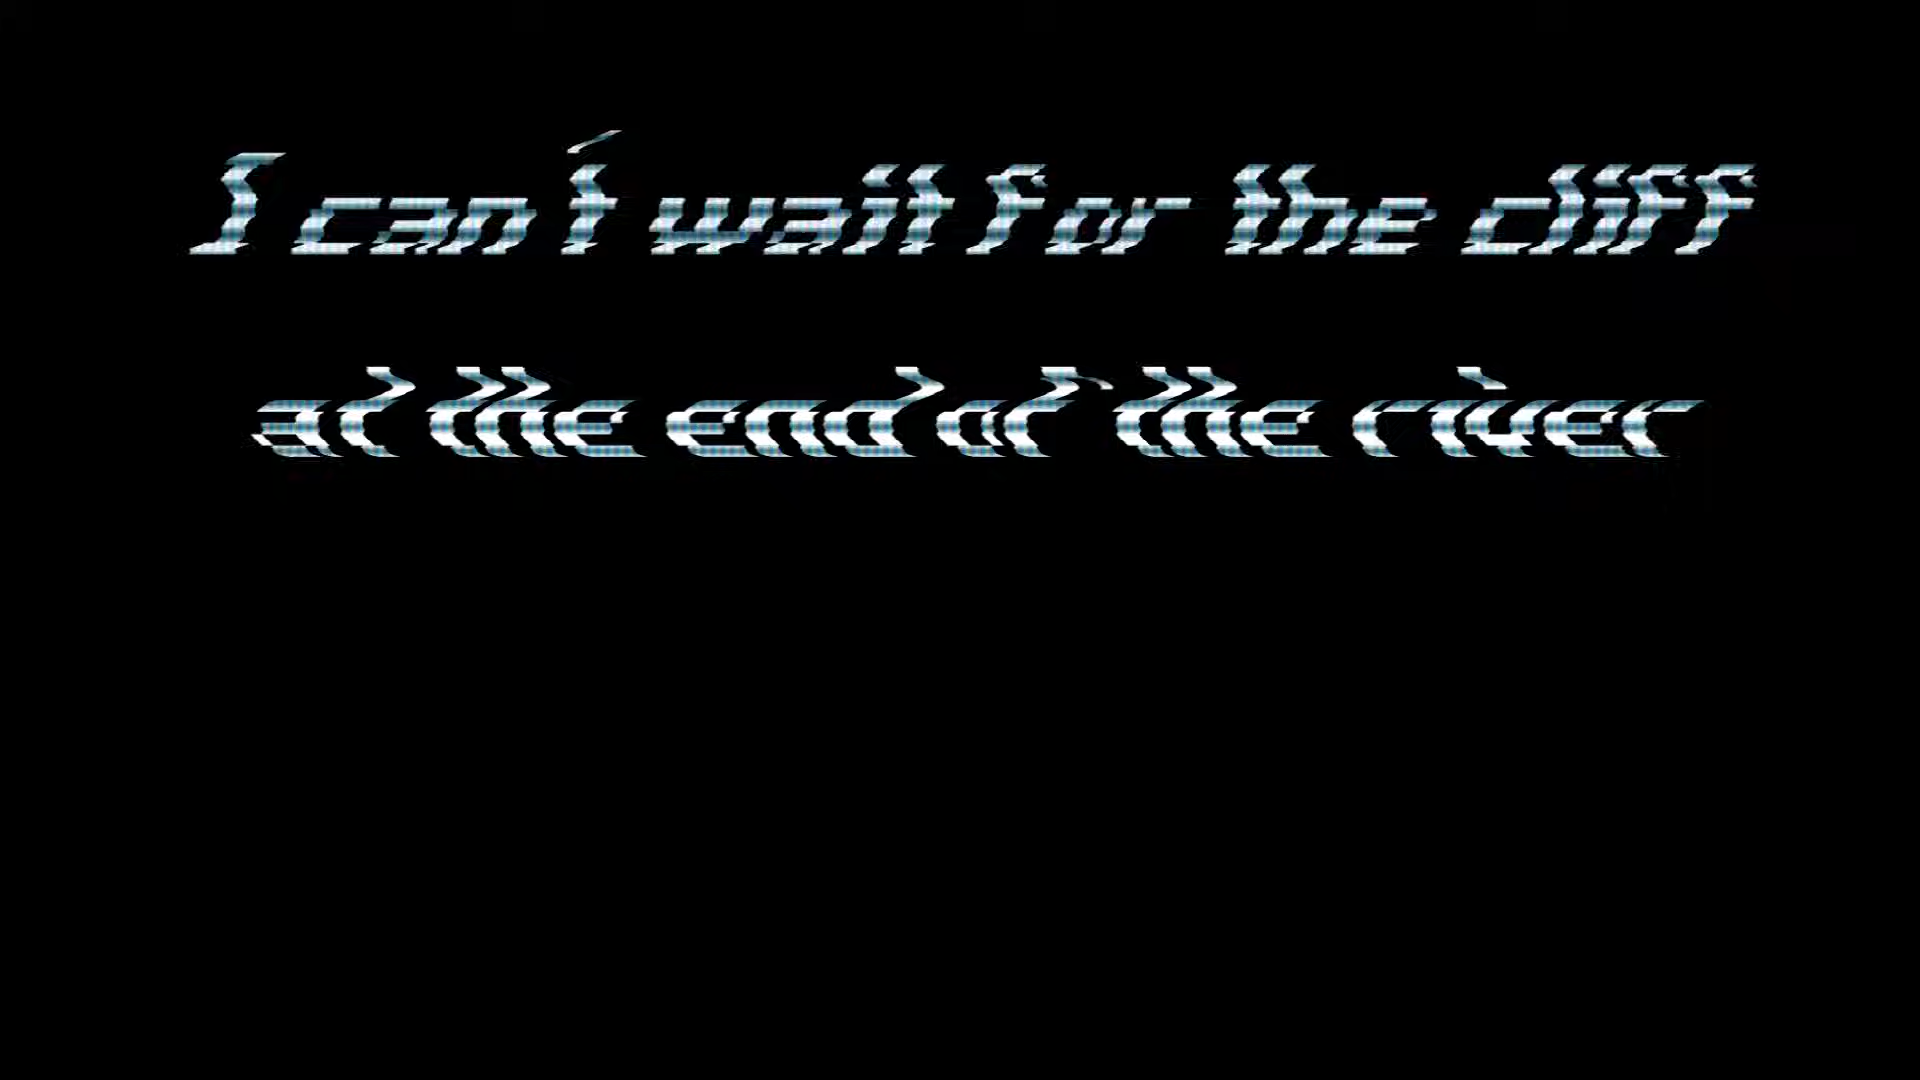 I can't wait for the cliff
at the end of the river